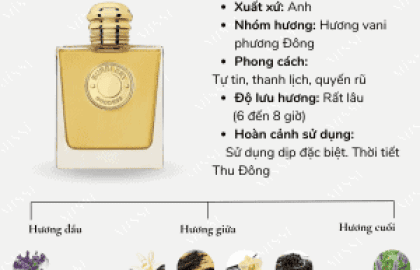 • Xuất xứ: Anh
• Nhóm hương: Hương vani
phương Đông
• Phong cách:
Tự tin, thanh lịch, quyến rũ
• Độ lưu hương: Rất lâu
(6 đến 8 giờ)
• Hoàn cảnh sử dụng:
Sử dụng dịp đặc biệt. Thời tiết
Thu Đông
BURBERRY
GODDESS
Hương đầu
Hương giữa
Hương cuối